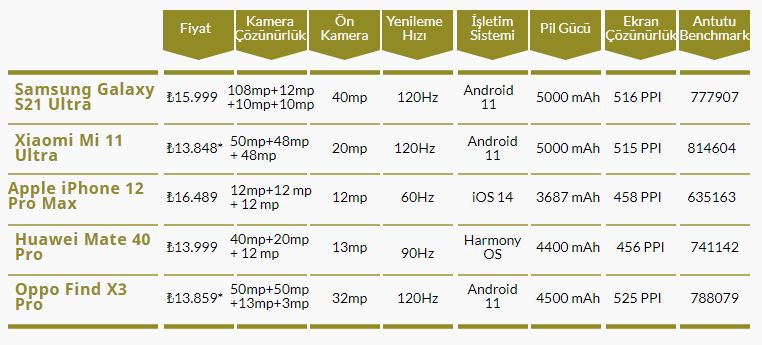 Fiyat
Kamera
Çözünürlük
Ön
Kamera
Yenileme
Hızı
İşletim
Sistemi
Pil Gücü
Ekran
Çözünürlük
Antutu
Benchmark
Samsung Galaxy
S21 Ultra
₺15.999
108mp+12mp
+10mp+10mp
40mp
120Hz
Android
11
5000 mAh
516 PPI
777907
Xiaomi Mi 11
Ultra
₺13.848*
50mp+48mp
+ 48mp
20mp
120Hz
Android
11
5000 mAh
515 PPI
814604
Apple iPhone 12
Pro Max
₺16.489
12mp+12 mp
+ 12 mp
12mp
60Hz
iOS 14
3687 mAh
458 PPI
635163
Huawei Mate 40
Pro
₺13.999
40mp+20mp
+ 12 mp
13mp
90Hz
Harmony
OS
4400 mAh
456 PPI
741142
Oppo Find X3
Pro
₺13.859*
50mp+50mp
+13mp+3mp
32mp
120Hz
Android
11
4500 mAh
525 PPI
788079